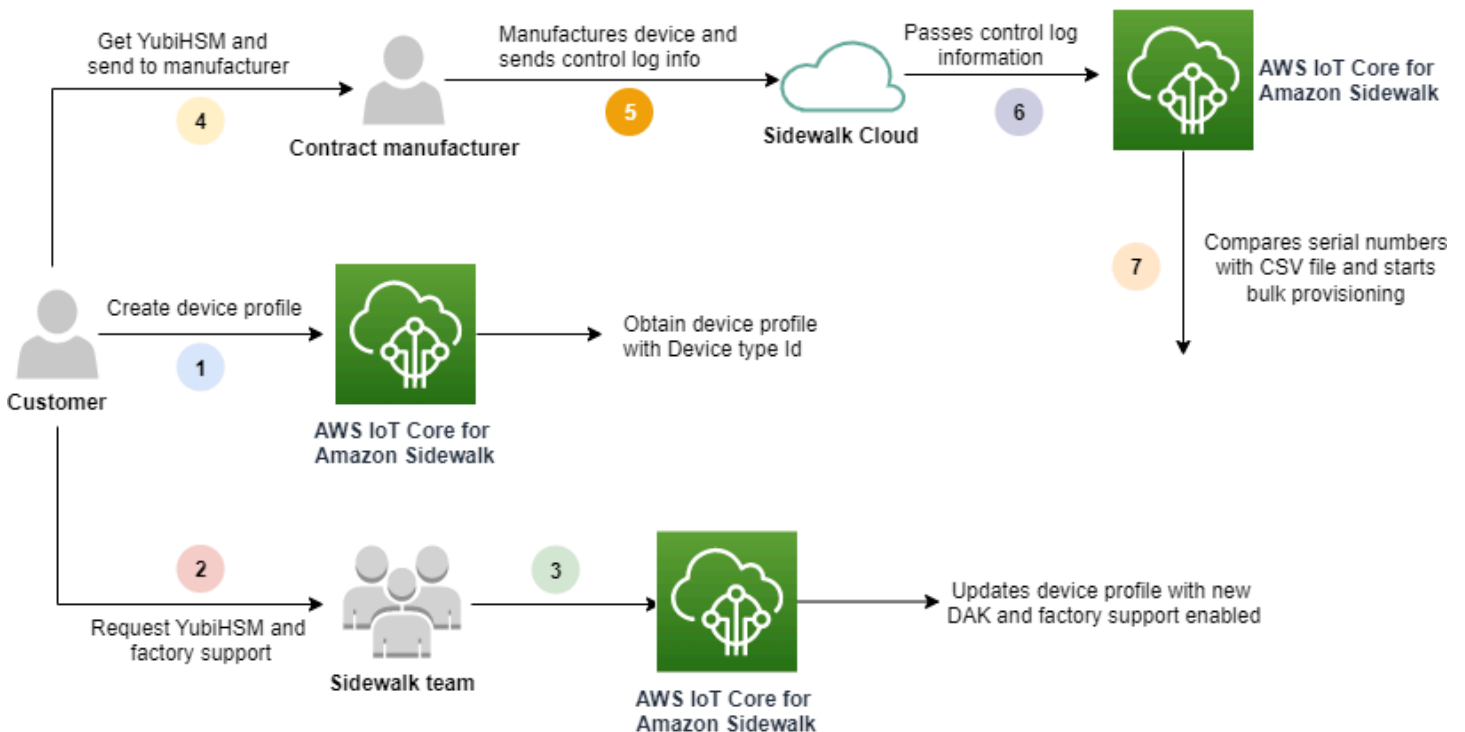 Get YubiHSM and
send to manufacturer
4
Contract manufacturer
Manufactures device and
sends control log info
5
Sidewalk Cloud
Passes control log
information
6
AWS IoT Core for
Amazon Sidewalk
7
Compares serial numbers
with CSV file and starts
bulk provisioning
Customer
Create device profile
1
AWS IoT Core for
Amazon Sidewalk
Obtain device profile
with Device type Id
2
Request YubiHSM and
factory support
Sidewalk team
3
AWS IoT Core for
Amazon Sidewalk
Updates device profile with new
DAK and factory support enabled